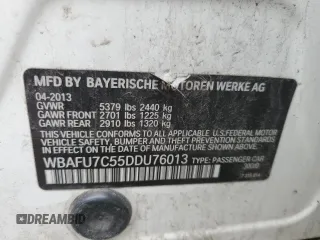 MFD BY BAYERISCHE MOTOREN WERKE AG
04-2013
GVWR 5379 lbs 2440 kg
GAWR FRONT 2701 lbs 1225 kg
GAWR REAR 2910 lbs 1320 kg
THIS VEHICLE CONFORMS TO ALL APPLICABLE
U.S. FEDERAL MOTOR VEHICLE SAFETY,
BUMPER AND THEFT PREVENTION STANDARDS
IN EFFECT ON THE DATE OF MANUFACTURE
SHOWN ABOVE.
WBAFU7C55DDU76013 TYPE: PASSENGER CAR
DREAMBID